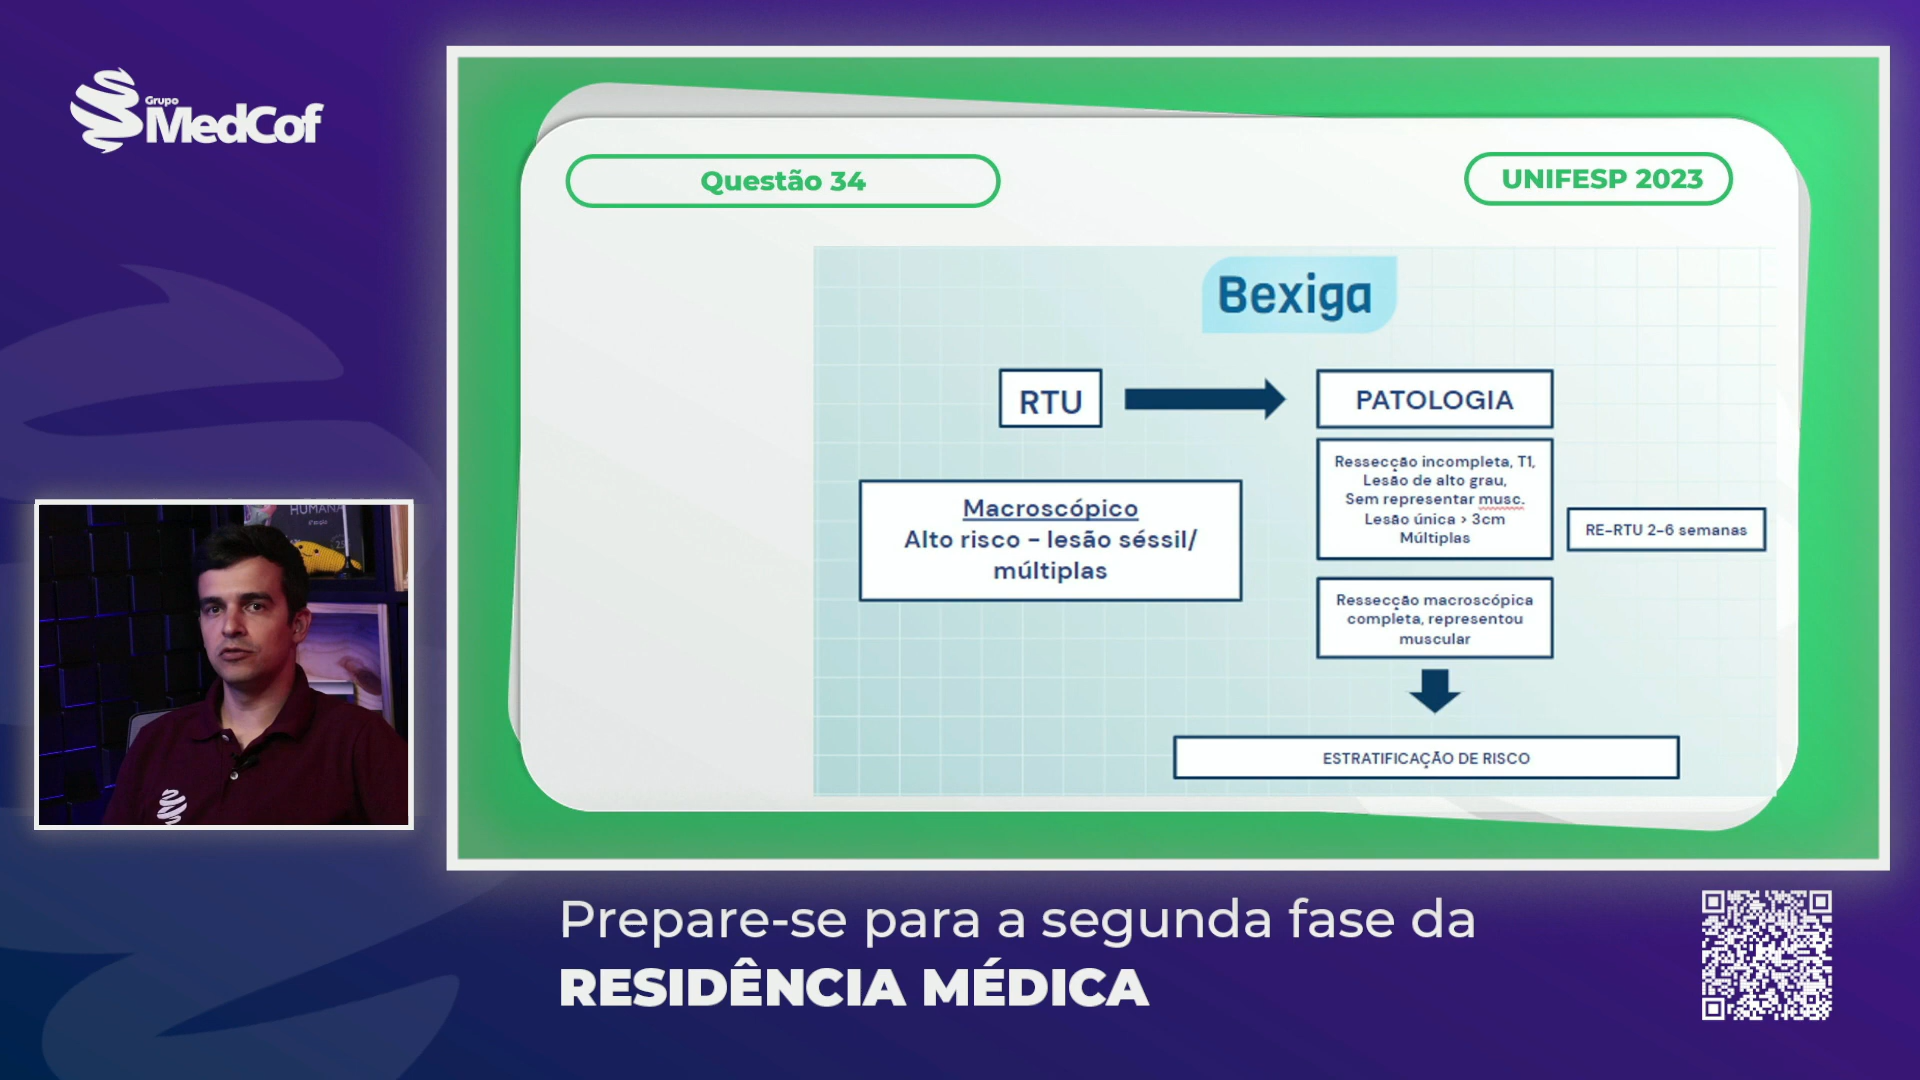 Grupo
MedCof
Questão 34
UNIFESP 2023
Bexiga
RTU
PATOLOGIA
Macroscópico
Alto risco - lesão séssil/
múltiplas
Ressecção incompleta, T1,
Lesão de alto grau,
Sem representar musc.
Lesão única > 3cm
Múltiplas
RE-RTU 2-6 semanas
Ressecção macroscópica
completa, representou
muscular
ESTRATIFICAÇÃO DE RISCO
HUMANA
Prepare-se para a segunda fase da
RESIDÊNCIA MÉDICA